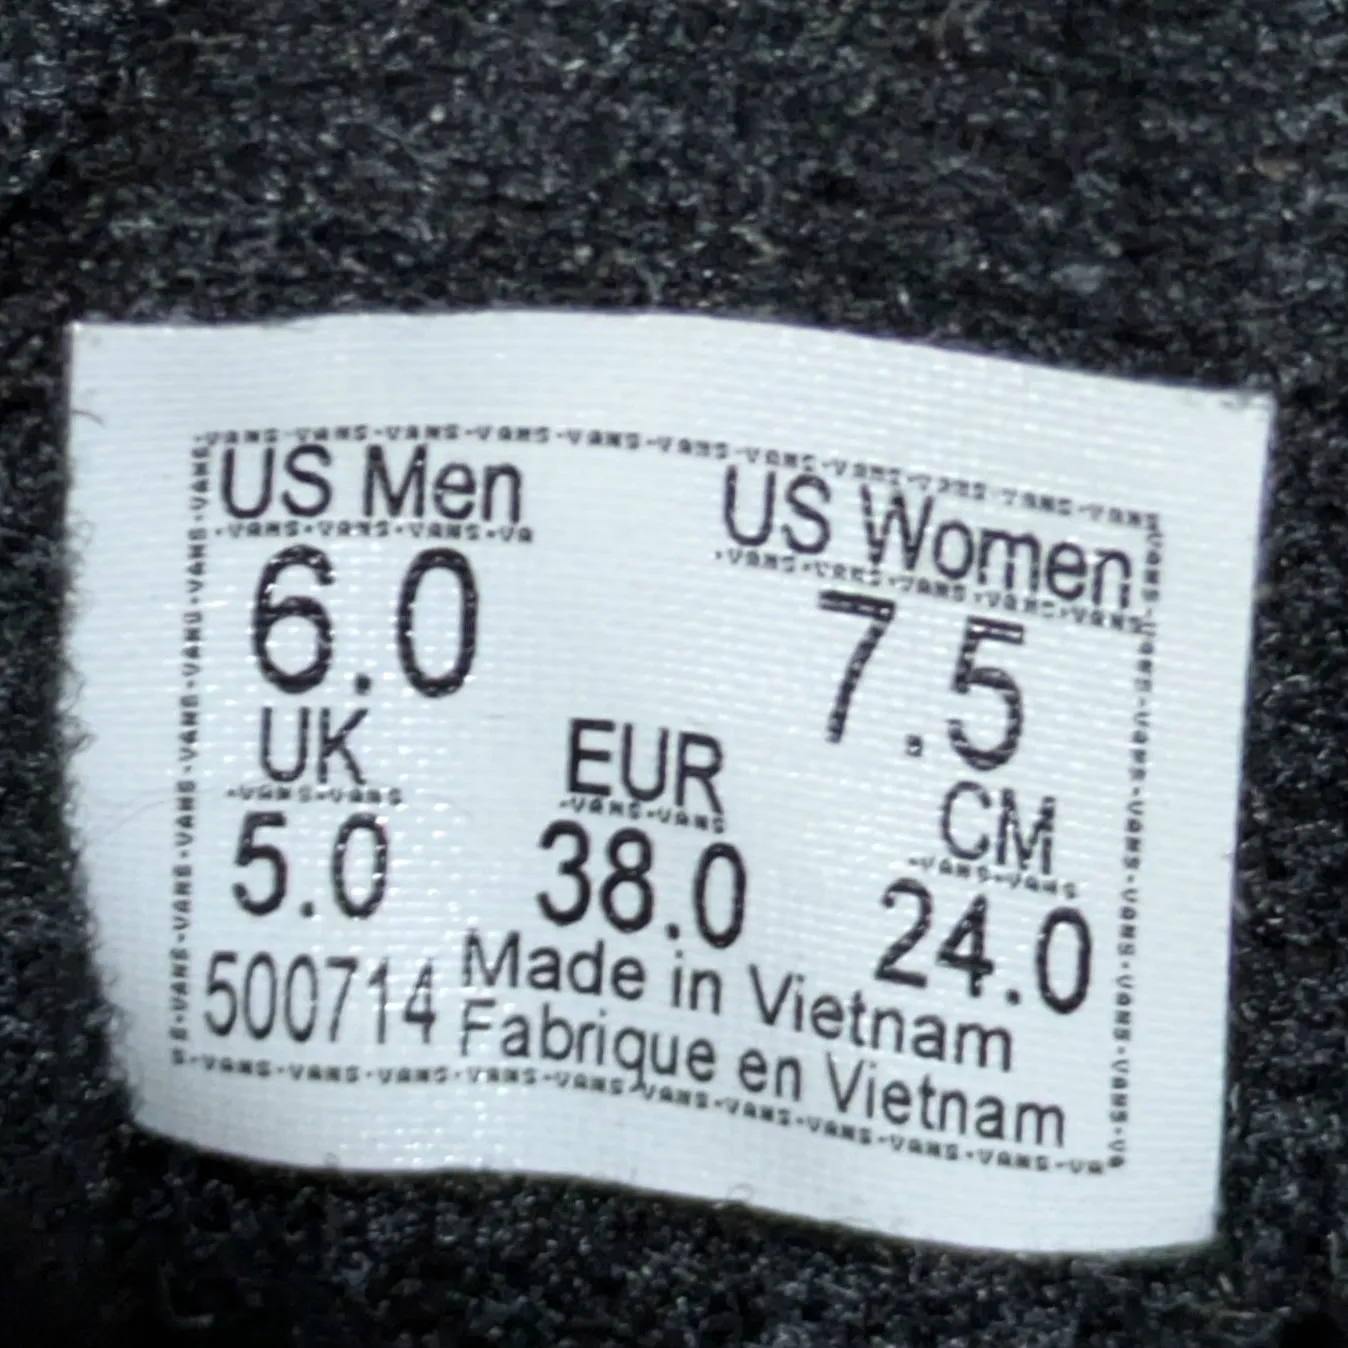 US Men US Women
6.0 7.5
UK EUR CM
5.0 38.0 24.0
500714 Made in Vietnam
Fabrique en Vietnam